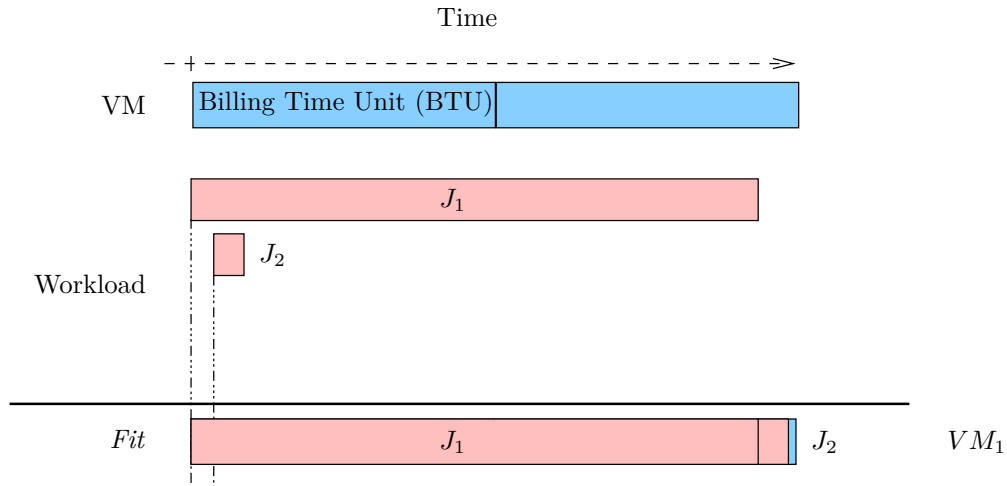 Time
VM
Billing Time Unit (BTU)
J₁
J₂
Workload
Fit
J₁
J₂
VM₁